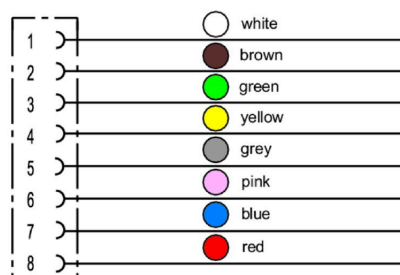 white
1
brown
2
green
3
yellow
4
grey
5
pink
6
blue
7
red
8